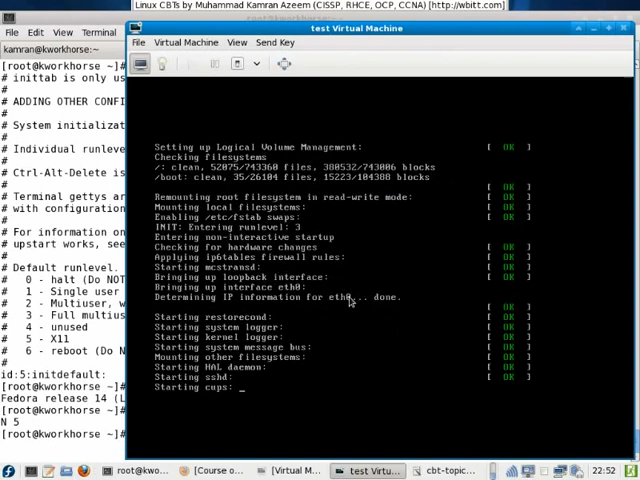 Linux CBTs by Muhammad Kamran Azeem (CISSP, RHCE, OCP, CCNA) [http://wbitt.com]
root@kworkhorse:~
File Edit View Terminal
test Virtual Machine
File Virtual Machine View Send Key
kamran@kworkhorse:~
[root@kworkhorse ~]#
# inittab is only us
#
# ADDING OTHER CONFI
#
# System initializat
#
# Individual runleve
#
# Ctrl-Alt-Delete is
#
# Terminal gettys ar
# with configuration
#
# For information on
# upstart works, see
#
# Default runlevel.
# 0 - halt (Do NOT
# 1 - Single user
# 2 - Multiuser, w
# 3 - Full multius
# 4 - unused
# 5 - X11
# 6 - reboot (Do N
#
id:5:initdefault:
[root@kworkhorse ~]#
Fedora release 14 (L
[root@kworkhorse ~]#
N 5
[root@kworkhorse ~]#
Setting up Logical Volume Management: [ OK ]
Checking filesystems
/: clean, 52075/743360 files, 380532/743006 blocks
/boot: clean, 35/26104 files, 15223/104388 blocks
[ OK ]
Remounting root filesystem in read-write mode: [ OK ]
Mounting local filesystems: [ OK ]
Enabling /etc/fstab swaps: [ OK ]
INIT: Entering runlevel: 3
Entering non-interactive startup
Checking for hardware changes [ OK ]
Applying ip6tables firewall rules: [ OK ]
Starting mcstransd: [ OK ]
Bringing up loopback interface: [ OK ]
Bringing up interface eth0:
Determining IP information for eth0... done.
[ OK ]
Starting restorecond: [ OK ]
Starting system logger: [ OK ]
Starting kernel logger: [ OK ]
Starting system message bus: [ OK ]
Mounting other filesystems: [ OK ]
Starting HAL daemon: [ OK ]
Starting sshd: [ OK ]
Starting cups: _
root@kwo... [Course o... [Virtual M... test Virtu... cbt-topic... 22:52